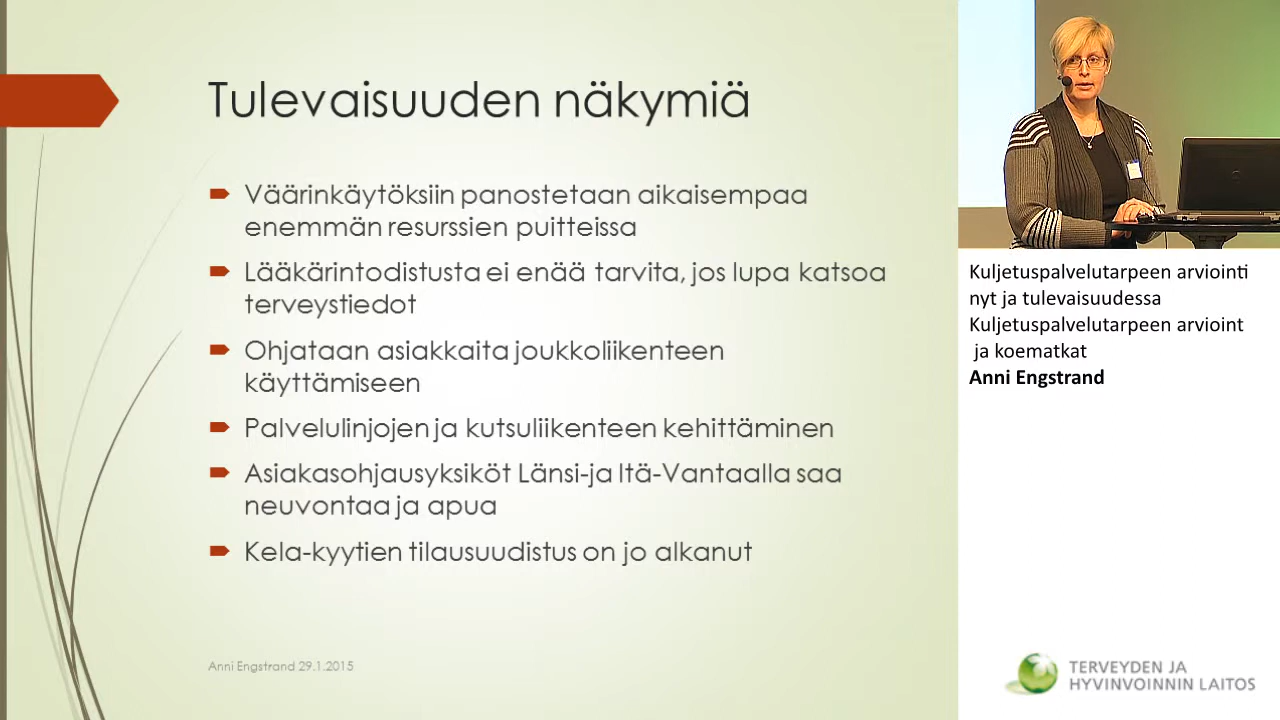 Tulevaisuuden näkymiä
Väärinkäytöksiin panostetaan aikaisempaa
enemmän resurssien puitteissa
Lääkärintodistusta ei enää tarvita, jos lupa katsoa
terveystiedot
Ohjataan asiakkaita joukkoliikenteen
käyttämiseen
Palvelulinjojen ja kutsuliikenteen kehittäminen
Asiakasohjausyksiköt Länsi-ja Itä-Vantaalla saa
neuvontaa ja apua
Kela-kyytien tilausuudistus on jo alkanut
Anni Engstrand 29.1.2015
Kuljetuspalvelutarpeen arviointi
nyt ja tulevaisuudessa
Kuljetuspalvelutarpeen arvioint
ja koematkat
Anni Engstrand
TERVEYDEN JA
HYVINVOINNIN LAITOS